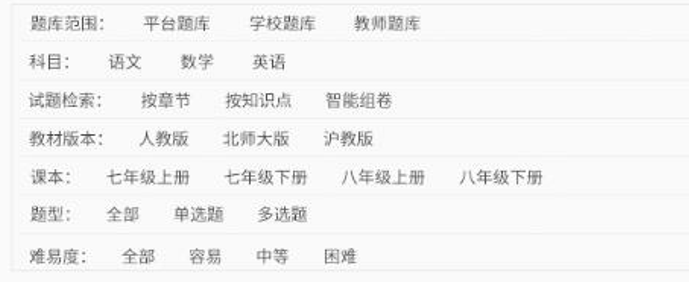 题库范围： 平台题库 学校题库 教师题库
科目： 语文 数学 英语
试题检索： 按章节 按知识点 智能组卷
教材版本： 人教版 北师大版 沪教版
课本： 七年级上册 七年级下册 八年级上册 八年级下册
题型： 全部 单选题 多选题
难易度： 全部 容易 中等 困难